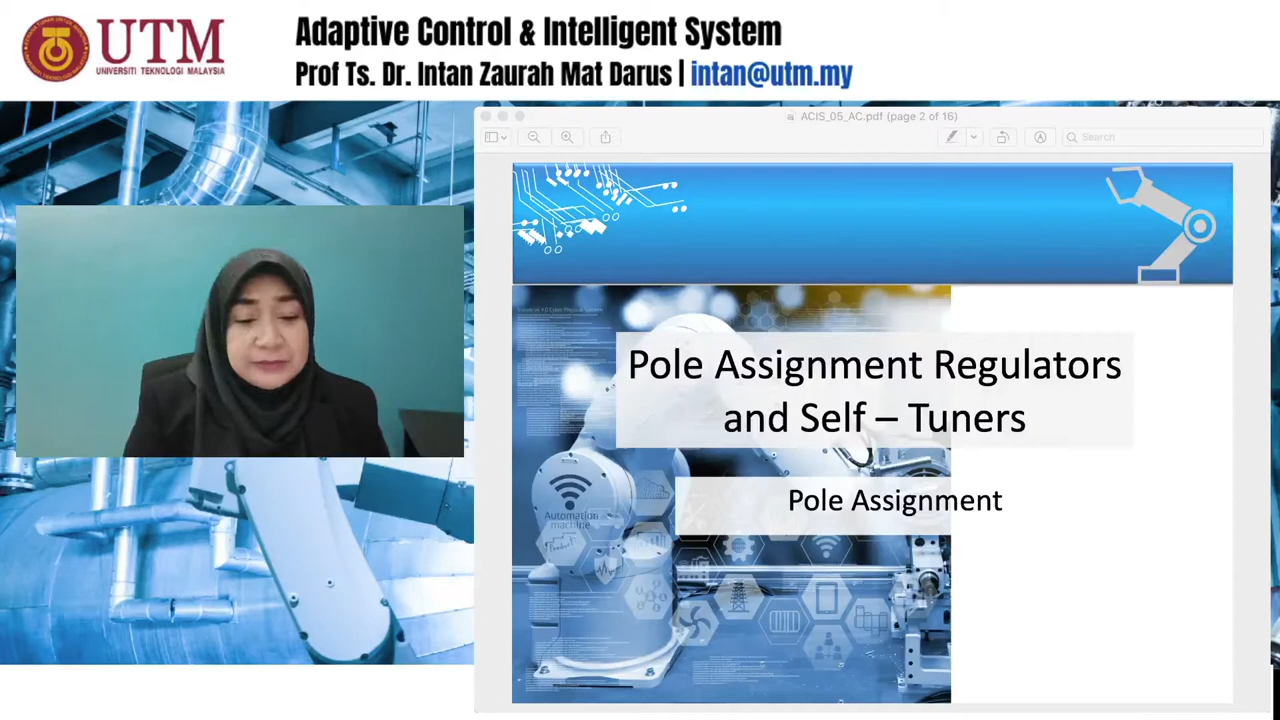 UTM
UNIVERSITI TEKNOLOGI MALAYSIA
Adaptive Control & Intelligent System
Prof Ts. Dr. Intan Zaurah Mat Darus | intan@utm.my
ACIS_05_AC.pdf (page 2 of 16)
Search
Pole Assignment Regulators
and Self – Tuners
Pole Assignment
Automation
machine